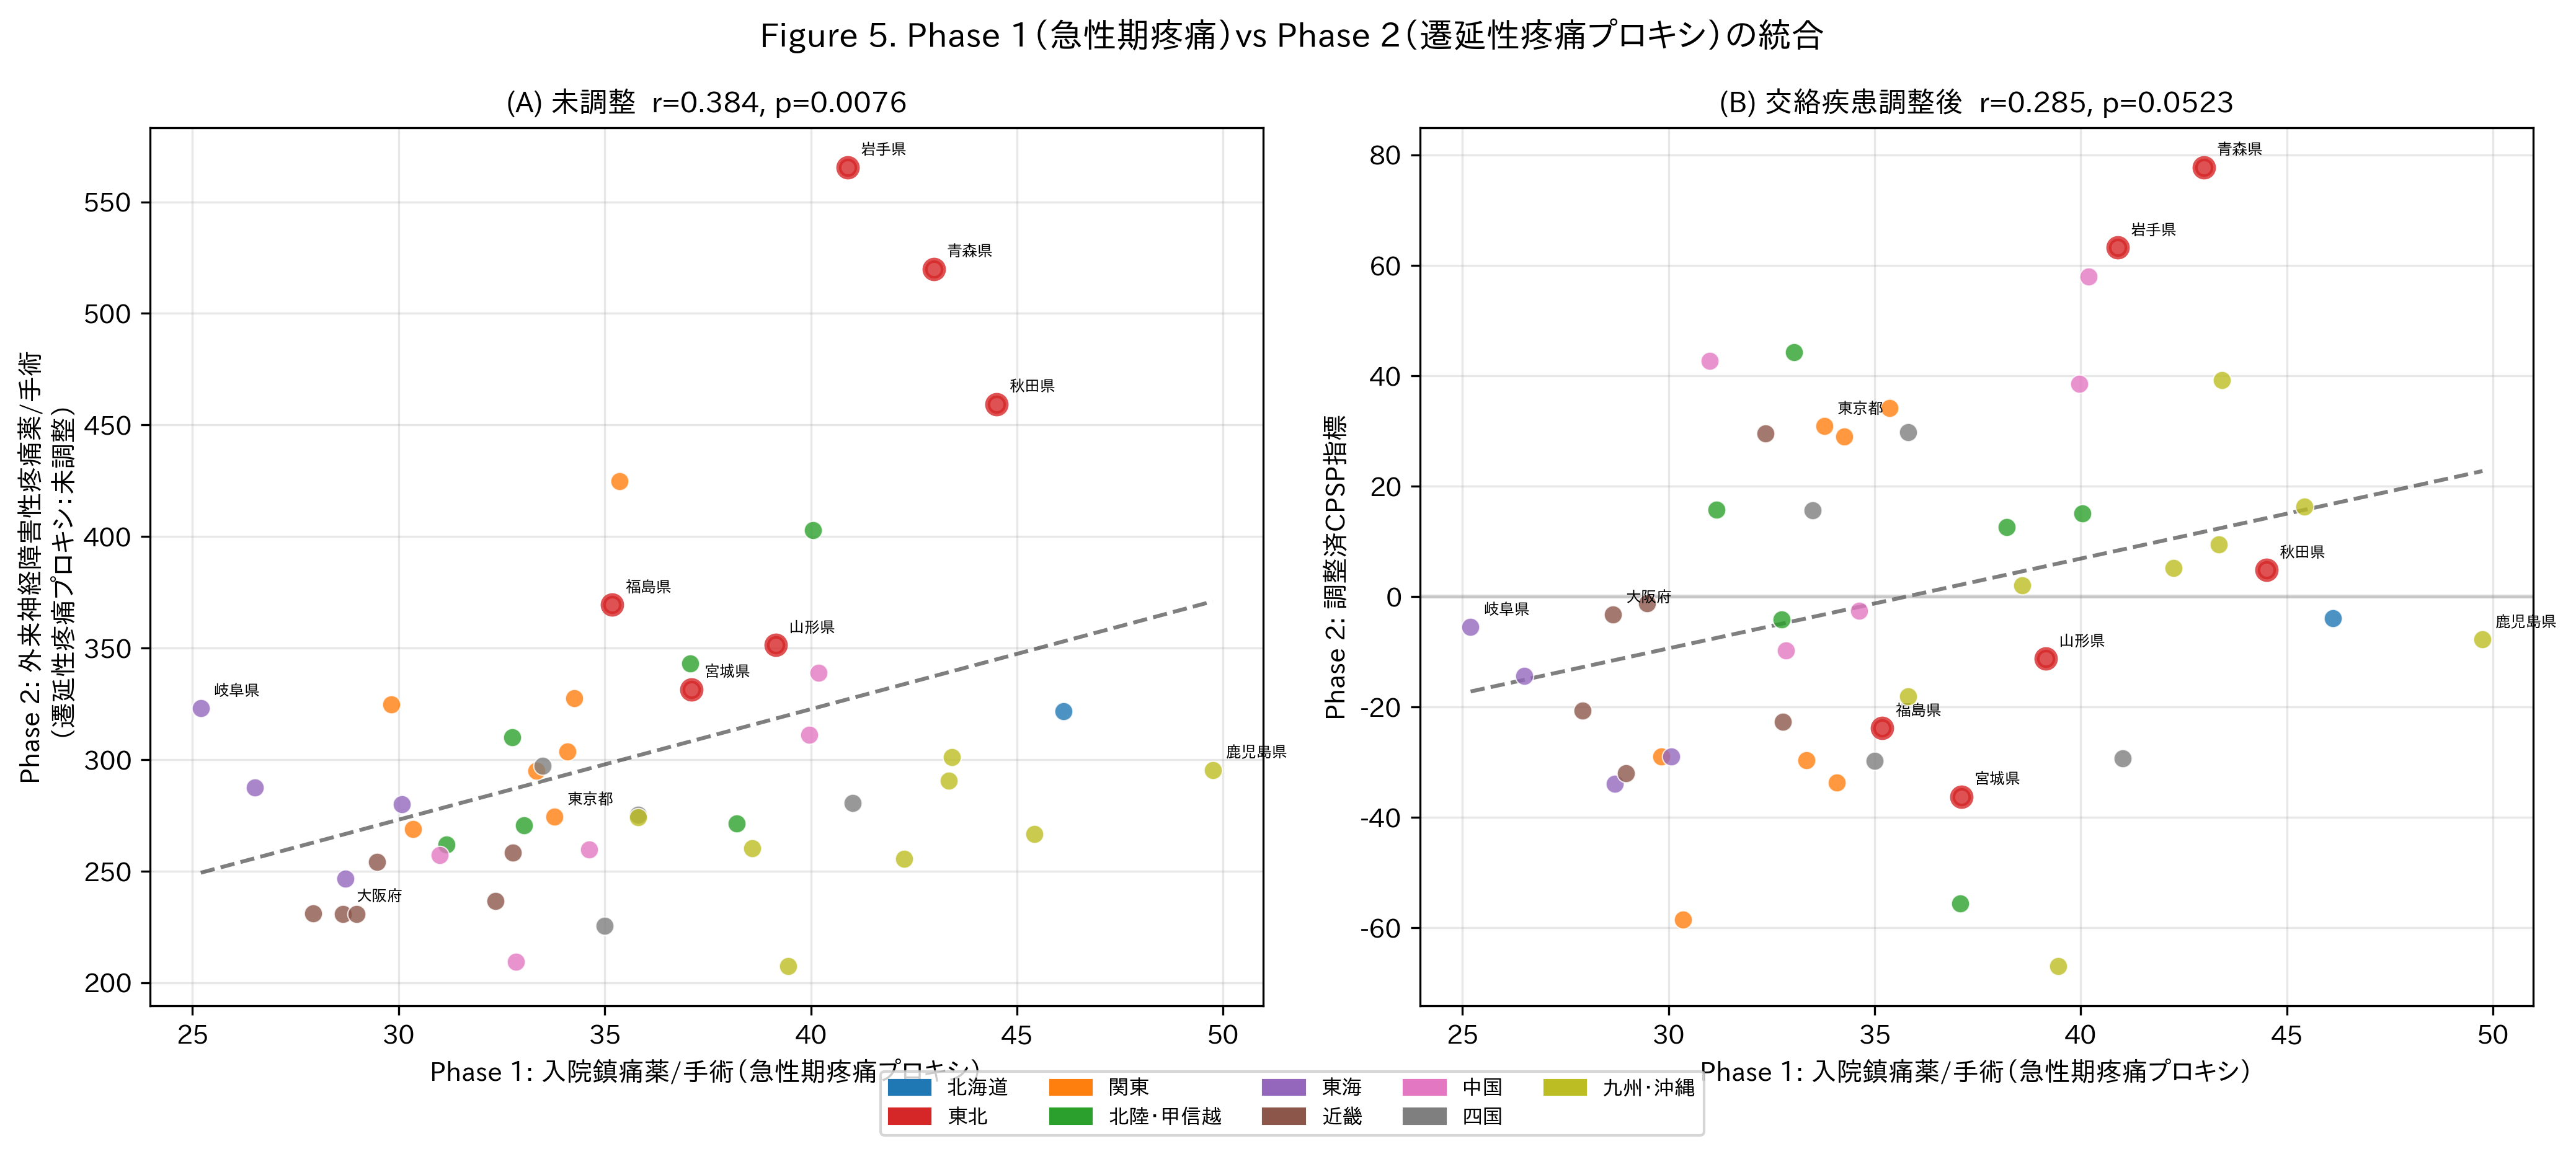 Figure 5. Phase 1（急性期疼痛）vs Phase 2（遷延性疼痛プロキシ）の統合
(A) 未調整 r=0.384, p=0.0076
Phase 2: 外来神経障害性疼痛薬/手術
（遷延性疼痛プロキシ：未調整）
550
500
450
400
350
300
250
200
岩手県
青森県
秋田県
福島県
山形県
宮城県
岐阜県
鹿児島県
東京都
大阪府
25
30
35
40
45
50
Phase 1: 入院鎮痛薬/手術（急性期疼痛プロキシ）
(B) 交絡疾患調整後 r=0.285, p=0.0523
Phase 2: 調整済CPSP指標
80
60
40
20
0
-20
-40
-60
青森県
岩手県
東京都
秋田県
大阪府
岐阜県
鹿児島県
山形県
福島県
宮城県
25
30
35
40
45
50
Phase 1: 入院鎮痛薬/手術（急性期疼痛プロキシ）
北海道
東北
関東
北陸・甲信越
東海
近畿
中国
四国
九州・沖縄